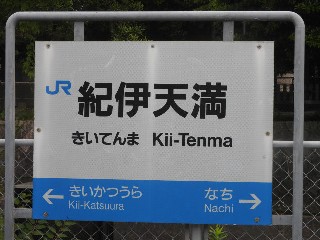 JR 紀伊天満
きいてんま Kii-Tenma
きいかつうら なち
Kii-Katsuura Nachi